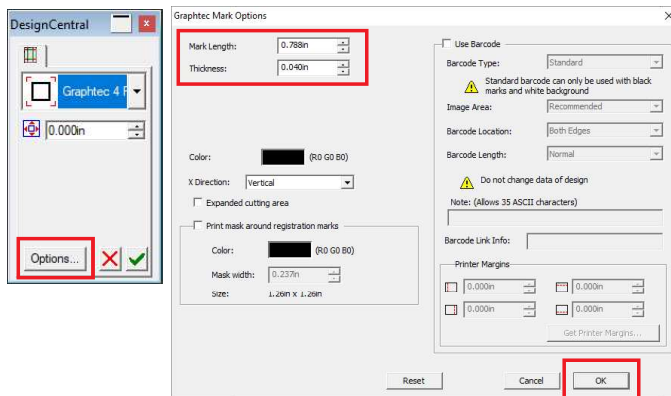 DesignCentral
Graphtec 4 F
0.000in
Options...
Graphtec Mark Options
Mark Length: 0.788in
Thickness: 0.040in
Color: (R0 G0 B0)
X Direction: Vertical
Expanded cutting area
Print mask around registration marks
Color: (R0 G0 B0)
Mask width: 0.237in
Size: 1.26in x 1.26in
Use Barcode
Barcode Type: Standard
Standard barcode can only be used with black
marks and white background
Image Area: Recommended
Barcode Location: Both Edges
Barcode Length: Normal
Do not change data of design
Note: (Allows 35 ASCII characters)
Barcode Link Info:
Printer Margins
0.000in 0.000in
0.000in 0.000in
Get Printer Margins...
Reset Cancel OK